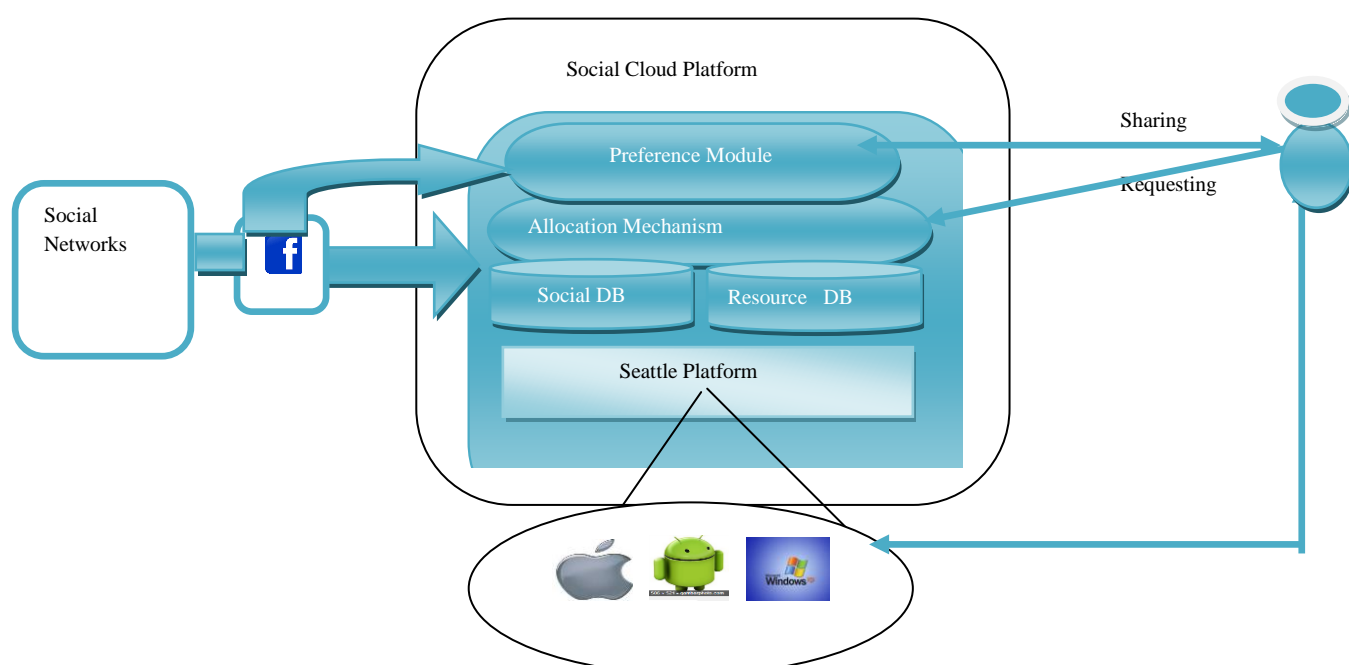 Social Cloud Platform
Sharing
Preference Module
Requesting
Social
Networks
Allocation Mechanism
f
Social DB
Resource DB
Seattle Platform
Windows